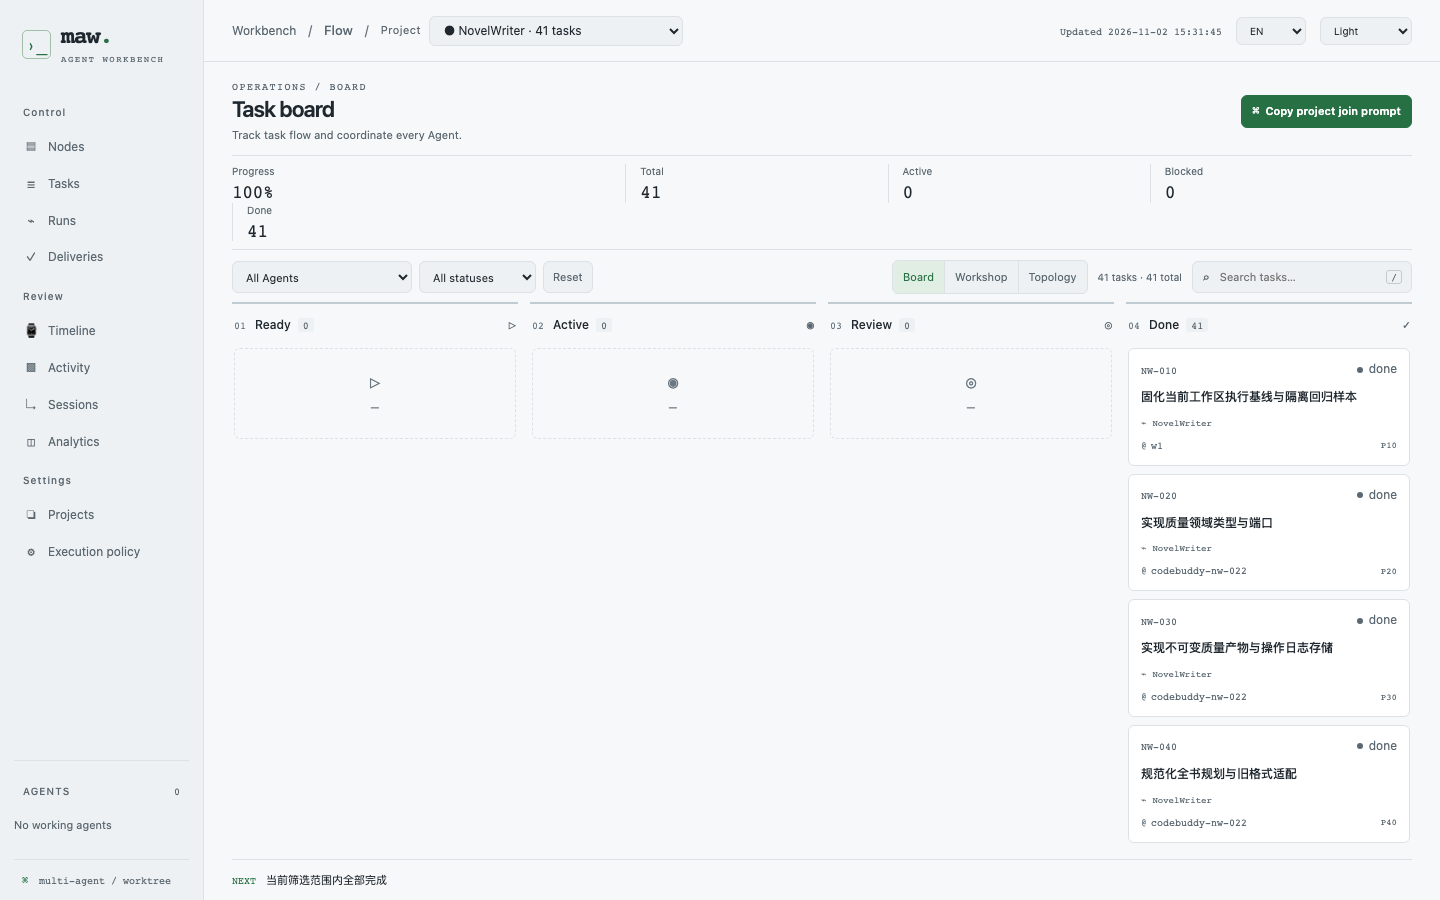 maw.
AGENT WORKBENCH
Control
Nodes
Tasks
Runs
Deliveries
Review
Timeline
Activity
Sessions
Analytics
Settings
Projects
Execution policy
AGENTS 0
No working agents
⌘ multi-agent / worktree
Workbench / Flow / Project ● NovelWriter · 41 tasks
Updated 2026-11-02 15:31:45 EN Light
OPERATIONS / BOARD
Task board
Track task flow and coordinate every Agent.
⌘ Copy project join prompt
Progress
100%
Total
41
Active
0
Blocked
0
Done
41
All Agents All statuses Reset
Board Workshop Topology 41 tasks · 41 total Search tasks... /
01 Ready 0
—
02 Active 0
—
03 Review 0
—
04 Done 41 ✓
NW-010 ● done
固化当前工作区执行基线与隔离回归样本
NovelWriter
@ w1 P10
NW-020 ● done
实现质量领域类型与端口
NovelWriter
@ codebuddy-nw-022 P20
NW-030 ● done
实现不可变质量产物与操作日志存储
NovelWriter
@ codebuddy-nw-022 P30
NW-040 ● done
规范化全书规划与旧格式适配
NovelWriter
@ codebuddy-nw-022 P40
NEXT 当前筛选范围内全部完成